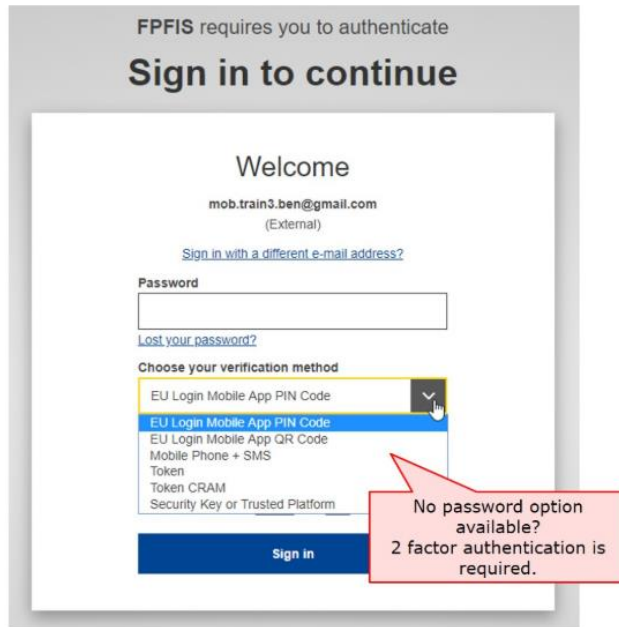 FPFIS requires you to authenticate
Sign in to continue
Welcome
mob.train3.ben@gmail.com
(External)
Sign in with a different e-mail address?
Password
Lost your password?
Choose your verification method
EU Login Mobile App PIN Code
EU Login Mobile App PIN Code
EU Login Mobile App QR Code
Mobile Phone + SMS
Token
Token CRAM
Security Key or Trusted Platform
No password option
available?
2 factor authentication is
required.
Sign in